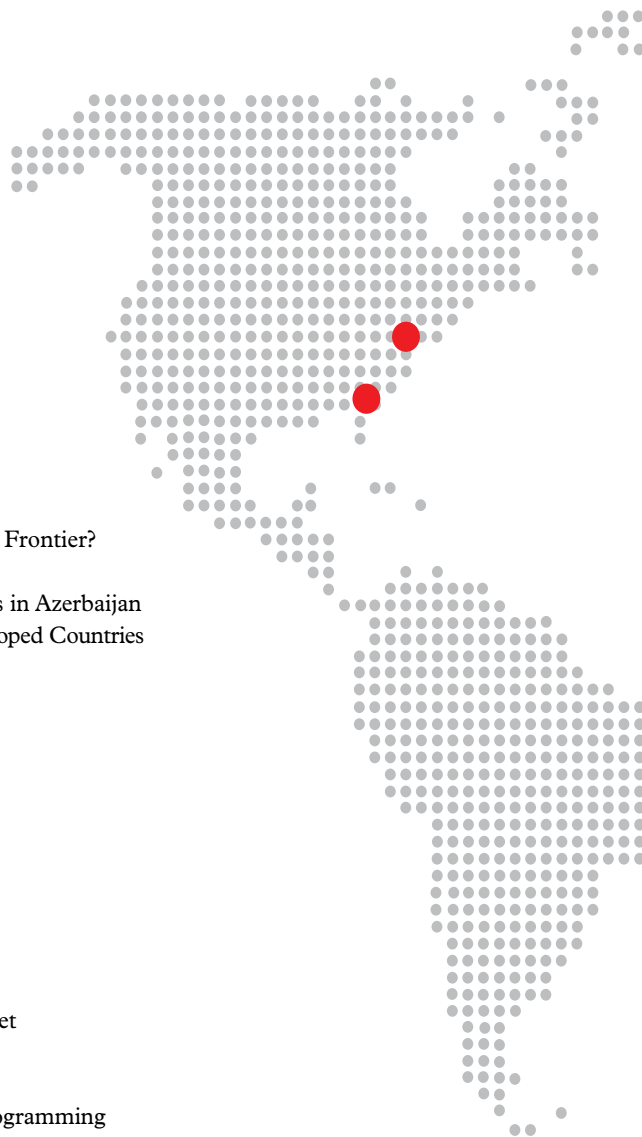 Frontier?
s in Azerbaijan
oped Countries
et
ogramming